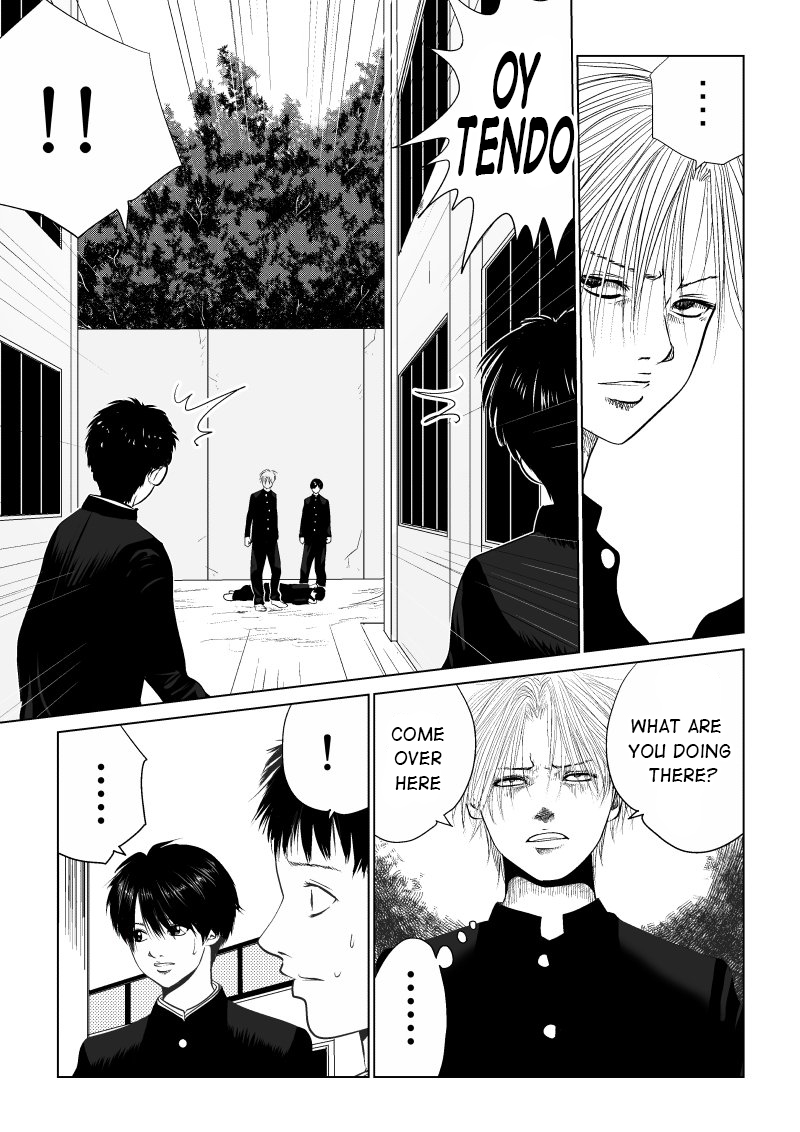 ...
OY
TENDO
!!
WHAT ARE
YOU DOING
THERE?
COME
OVER
HERE
......
!
.....